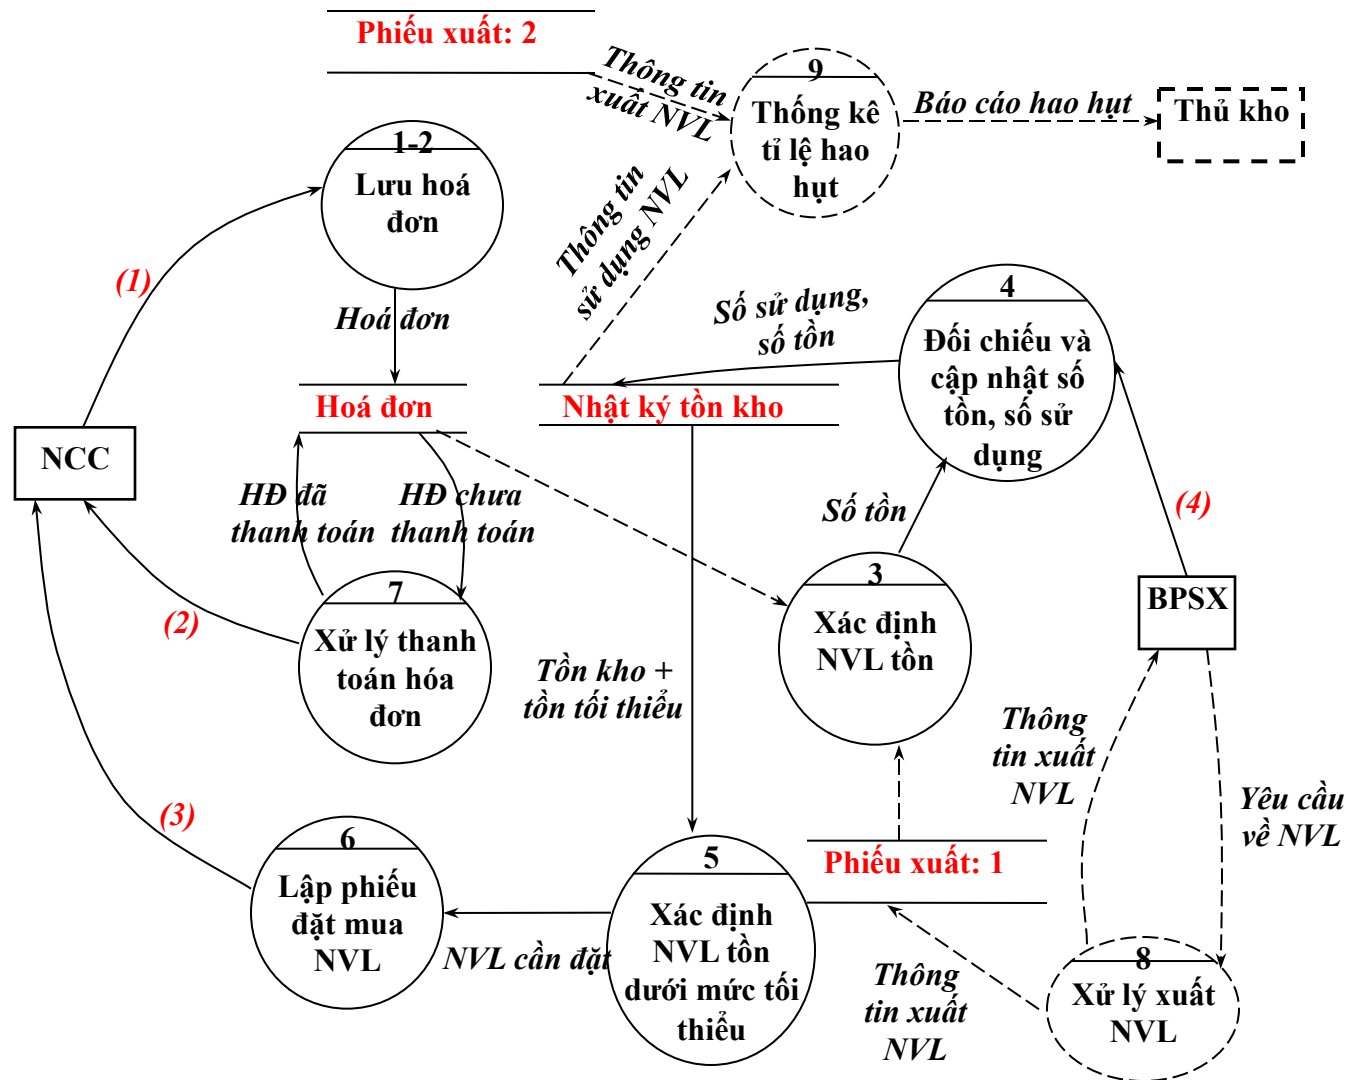 Phiếu xuất: 2
Thông tin
xuất NVL
9
Thống kê
tỉ lệ hao
hụt
Báo cáo hao hụt
Thủ kho
1-2
Lưu hoá
đơn
Thông tin
sử dụng NVL
(1)
Hoá đơn
Số sử dụng,
số tồn
4
Đối chiếu và
cập nhật số
tồn, số sử
dụng
Hoá đơn
Nhật ký tồn kho
NCC
HĐ đã
thanh toán
HĐ chưa
thanh toán
Số tồn
(4)
7
Xử lý thanh
toán hóa
đơn
(2)
3
Xác định
NVL tồn
BPSX
Tồn kho +
tồn tối thiểu
Thông
tin xuất
NVL
Yêu cầu
về NVL
(3)
6
Lập phiếu
đặt mua
NVL
NVL cần đặt
5
Xác định
NVL tồn
dưới mức tối
thiểu
Phiếu xuất: 1
Thông
tin xuất
NVL
8
Xử lý xuất
NVL